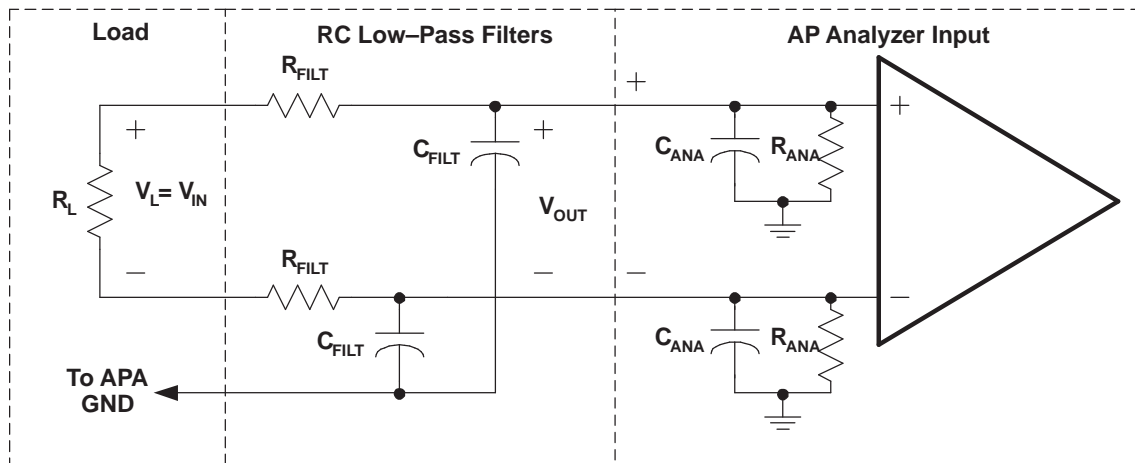 Load
RC Low–Pass Filters
AP Analyzer Input
R_FILT
+
+
+
C_FILT
C_ANA
R_ANA
R_L
V_L= V_IN
V_OUT
−
R_FILT
−
−
−
C_FILT
C_ANA
R_ANA
To APA
GND